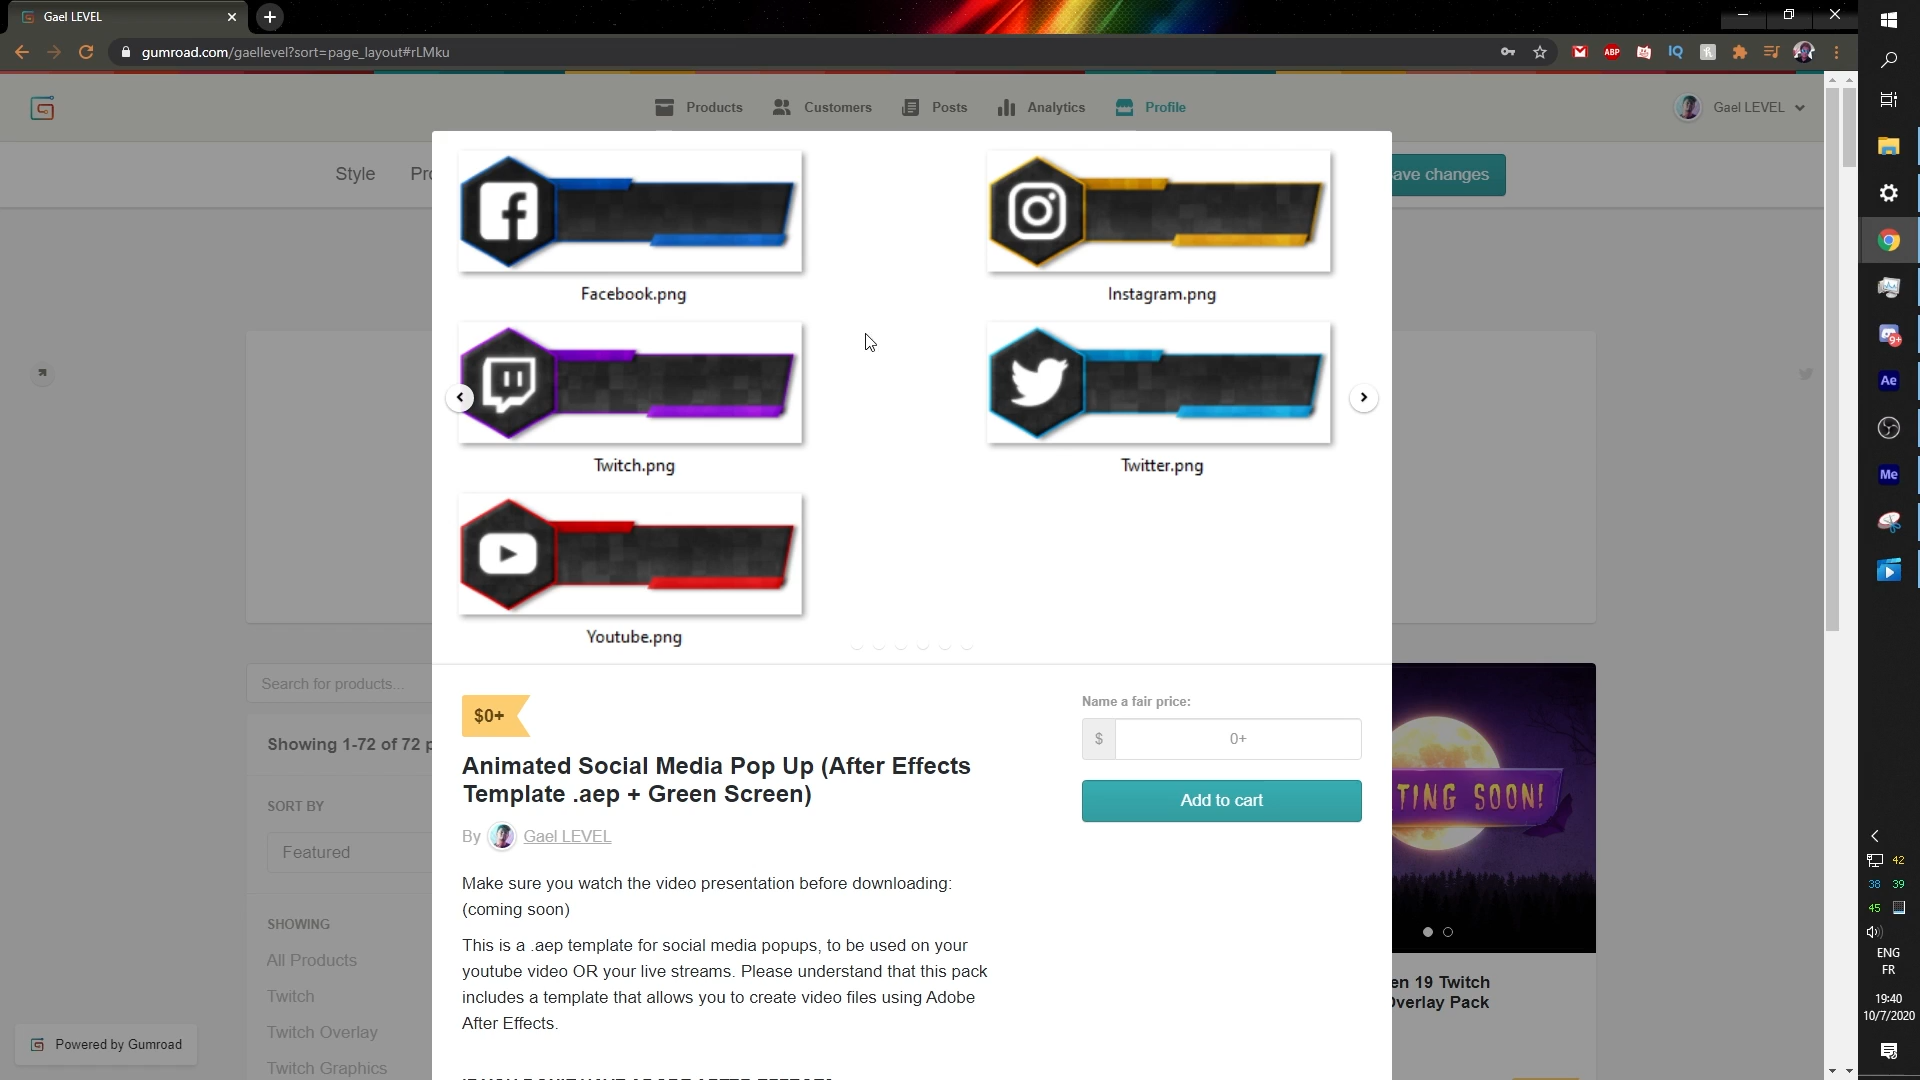 Gael LEVEL
gumroad.com/gaellevel?sort=page_layout#rLMku
ABP
IQ
Products
Customers
Posts
Analytics
Profile
Gael LEVEL
Style
ave changes
Facebook.png
Instagram.png
Twitch.png
Twitter.png
Youtube.png
Search for products...
$0+
Name a fair price:
$
0+
Showing 1-72 of 72 p
Animated Social Media Pop Up (After Effects
Template .aep + Green Screen)
Add to cart
TING SOON!
SORT BY
By Gael LEVEL
Featured
Make sure you watch the video presentation before downloading:
(coming soon)
SHOWING
This is a .aep template for social media popups, to be used on your
youtube video OR your live streams. Please understand that this pack
includes a template that allows you to create video files using Adobe
After Effects.
All Products
Twitch
Twitch Overlay
Twitch Graphics
en 19 Twitch
Overlay Pack
Powered by Gumroad
9+
Ae
Me
42
38 39
45
ENG
FR
19:40
10/7/2020